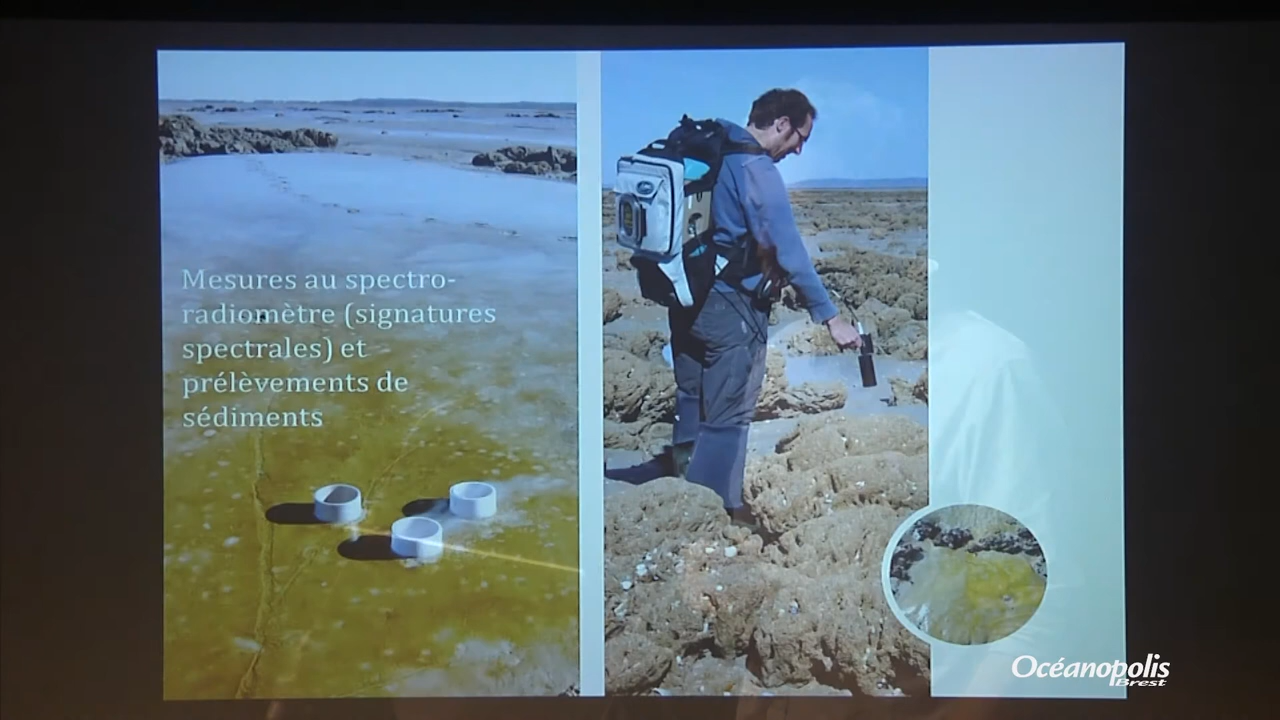 Mesures au spectro-
radiomètre (signatures
spectrales) et
prélèvements de
sédiments
Océanopolis
Brest